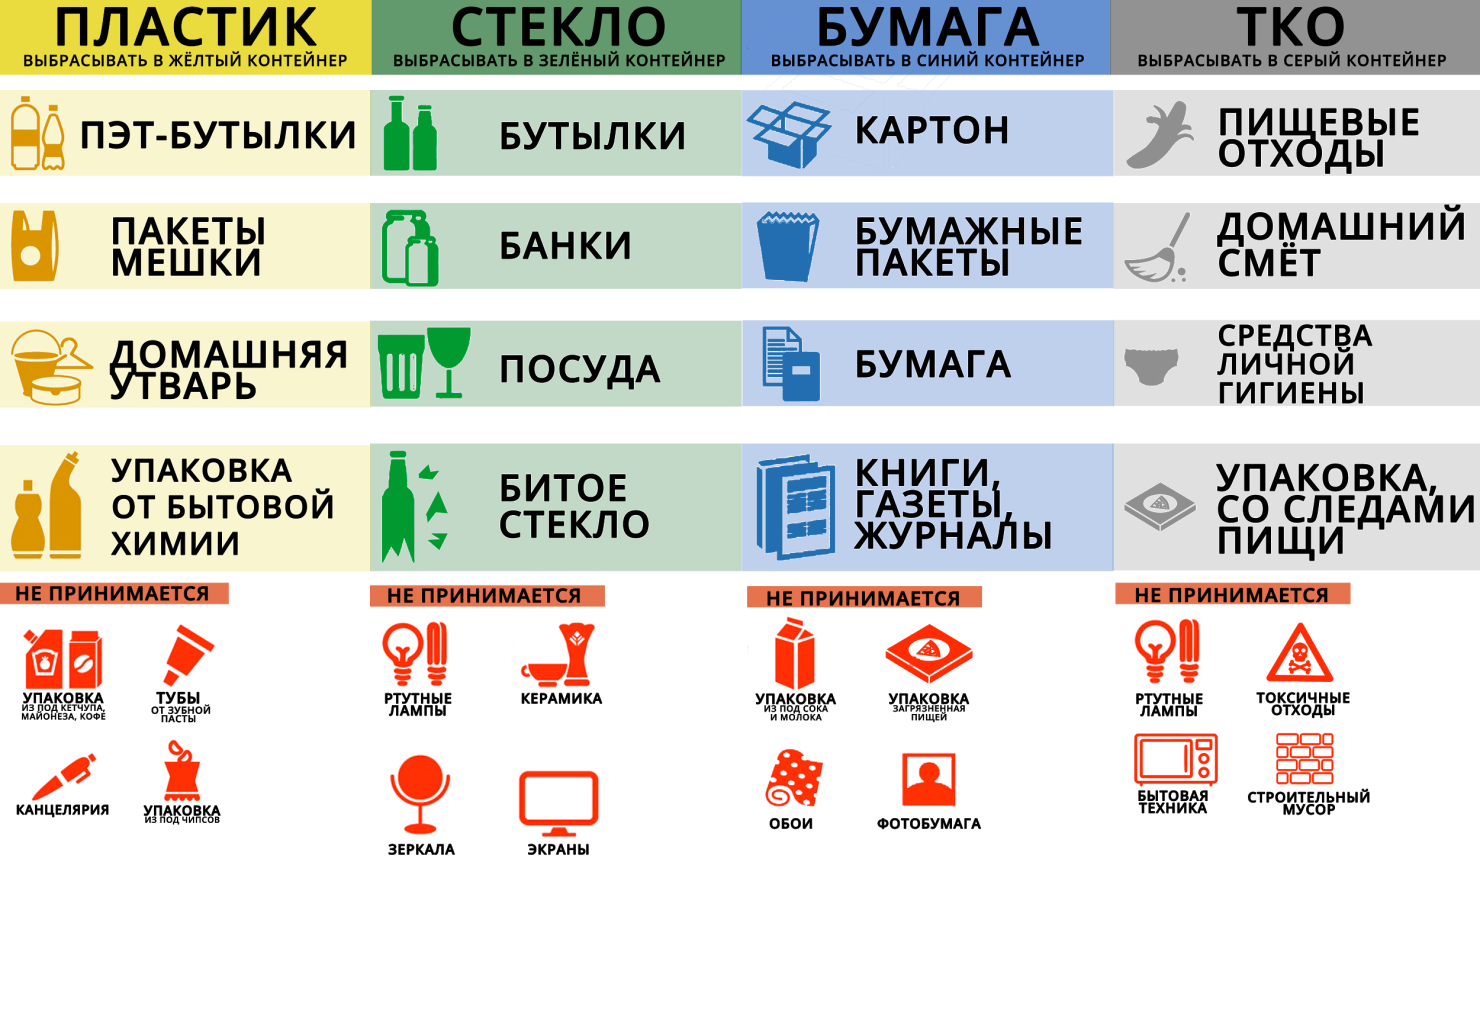 ПЛАСТИК
ВЫБРАСЫВАТЬ В ЖЁЛТЫЙ КОНТЕЙНЕР
ПЭТ-БУТЫЛКИ
ПАКЕТЫ
МЕШКИ
ДОМАШНЯЯ
УТВАРЬ
УПАКОВКА
ОТ БЫТОВОЙ
ХИМИИ
НЕ ПРИНИМАЕТСЯ
УПАКОВКА
ИЗ ПОД КЕТЧУПА,
МАЙОНЕЗА, КОФЕ
ТУБЫ
ОТ ЗУБНОЙ
ПАСТЫ
КАНЦЕЛЯРИЯ
УПАКОВКА
ИЗ ПОД ЧИПСОВ
СТЕКЛО
ВЫБРАСЫВАТЬ В ЗЕЛЁНЫЙ КОНТЕЙНЕР
БУТЫЛКИ
БАНКИ
ПОСУДА
БИТОЕ
СТЕКЛО
НЕ ПРИНИМАЕТСЯ
РТУТНЫЕ
ЛАМПЫ
КЕРАМИКА
ЗЕРКАЛА
ЭКРАНЫ
БУМАГА
ВЫБРАСЫВАТЬ В СИНИЙ КОНТЕЙНЕР
КАРТОН
БУМАЖНЫЕ
ПАКЕТЫ
БУМАГА
КНИГИ,
ГАЗЕТЫ,
ЖУРНАЛЫ
НЕ ПРИНИМАЕТСЯ
УПАКОВКА
ИЗ ПОД СОКА
И МОЛОКА
УПАКОВКА
ЗАГРЯЗНЕННАЯ
ПИЩЕЙ
ОБОИ
ФОТОБУМАГА
ТКО
ВЫБРАСЫВАТЬ В СЕРЫЙ КОНТЕЙНЕР
ПИЩЕВЫЕ
ОТХОДЫ
ДОМАШНИЙ
СМЁТ
СРЕДСТВА
ЛИЧНОЙ
ГИГИЕНЫ
УПАКОВКА,
СО СЛЕДАМИ
ПИЩИ
НЕ ПРИНИМАЕТСЯ
РТУТНЫЕ
ЛАМПЫ
ТОКСИЧНЫЕ
ОТХОДЫ
БЫТОВАЯ
ТЕХНИКА
СТРОИТЕЛЬНЫЙ
МУСОР